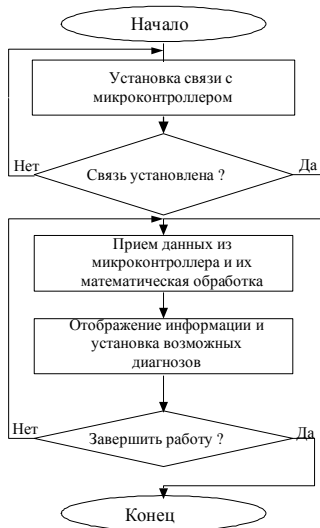 Начало
Установка связи с
микроконтроллером
Нет
Да
Связь установлена ?
Прием данных из
микроконтроллера и их
математическая обработка
Отображение информации и
установка возможных
диагнозов
Нет
Да
Завершить работу ?
Конец